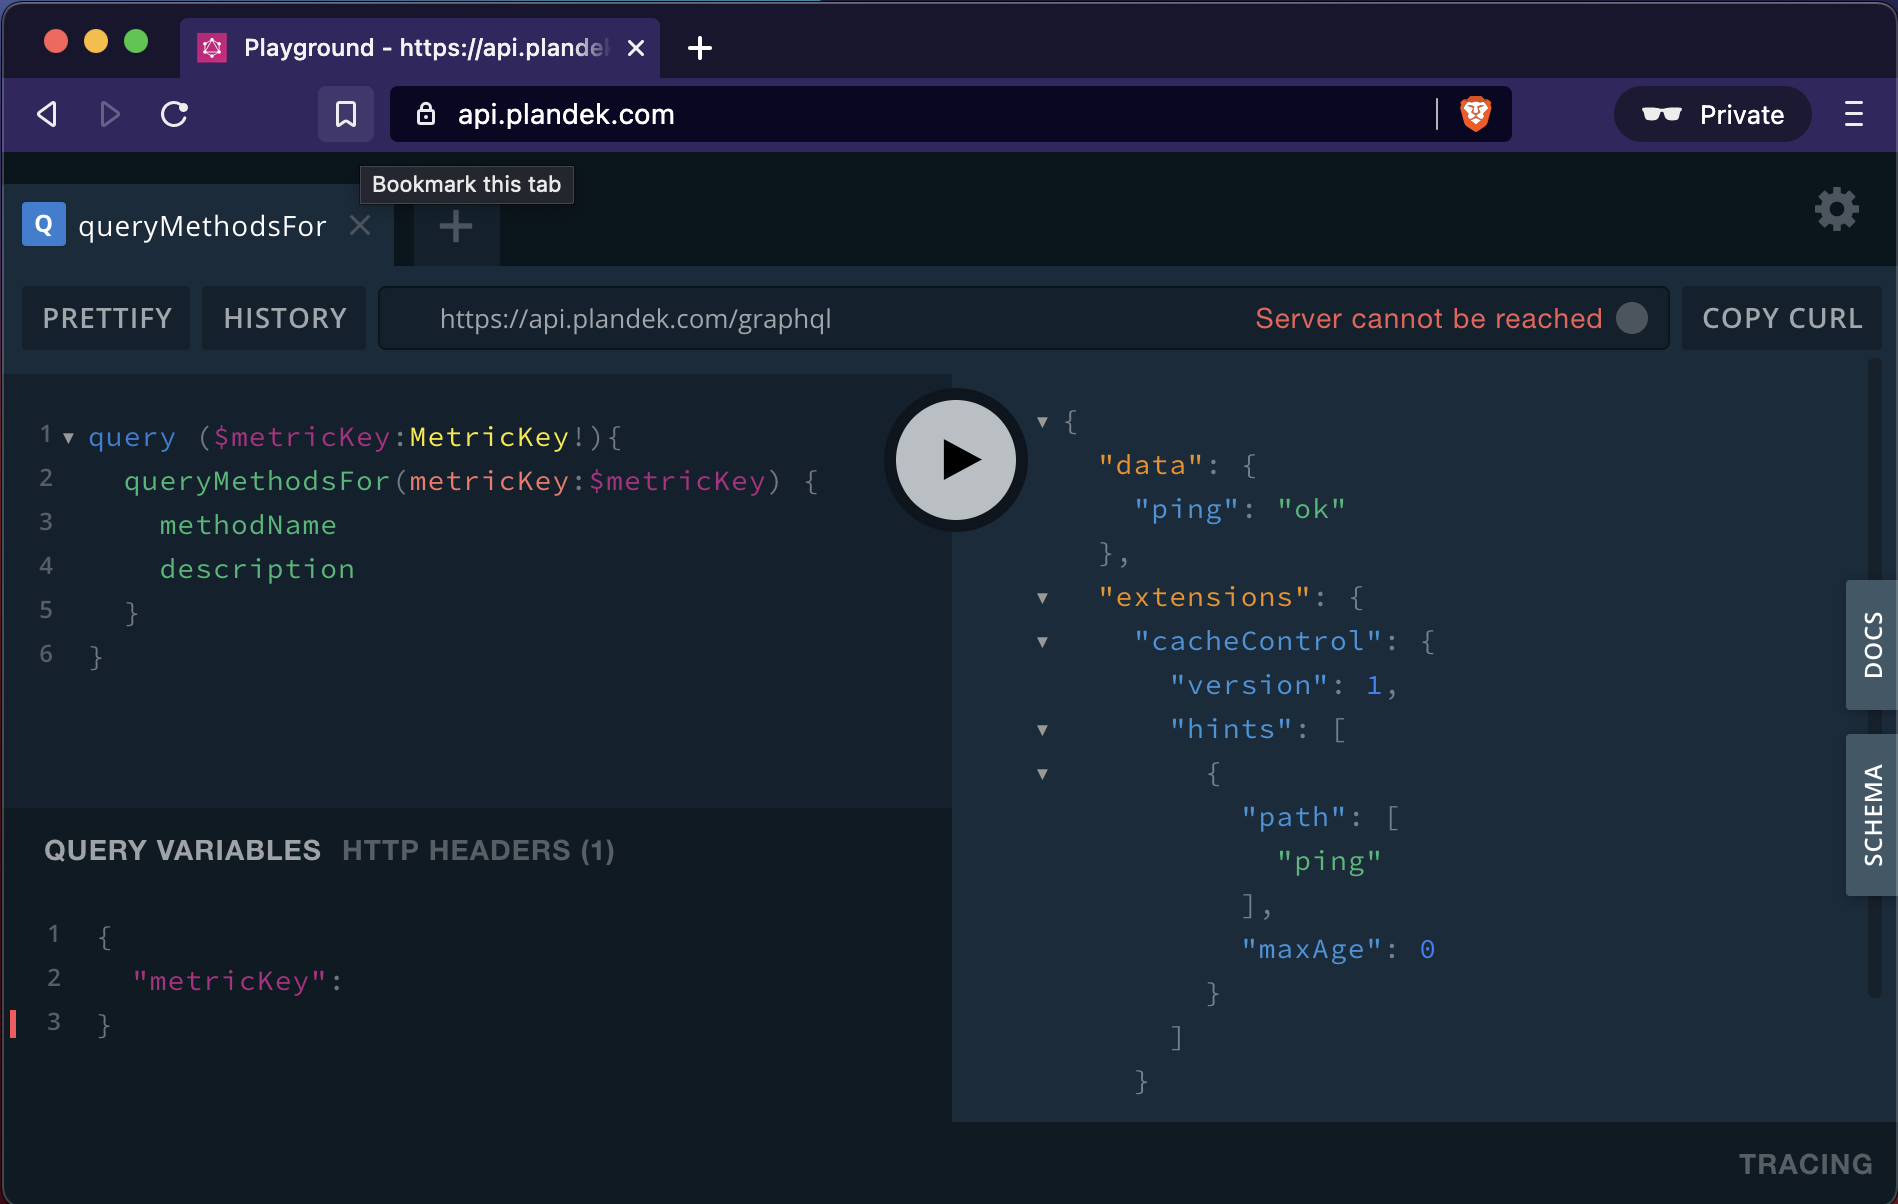 Playground - https://api.plandek
api.plandek.com
Private
Bookmark this tab
Q queryMethodsFor
PRETTIFY
HISTORY
https://api.plandek.com/graphql
Server cannot be reached
COPY CURL
1 query ($metricKey:MetricKey!){
2 queryMethodsFor(metricKey:$metricKey) {
3 methodName
4 description
5 }
6 }
{
"data": {
"ping": "ok"
},
"extensions": {
"cacheControl": {
"version": 1,
"hints": [
{
"path": [
"ping"
],
"maxAge": 0
}
]
}
DOCS
SCHEMA
QUERY VARIABLES HTTP HEADERS (1)
1 {
2 "metricKey":
3 }
TRACING